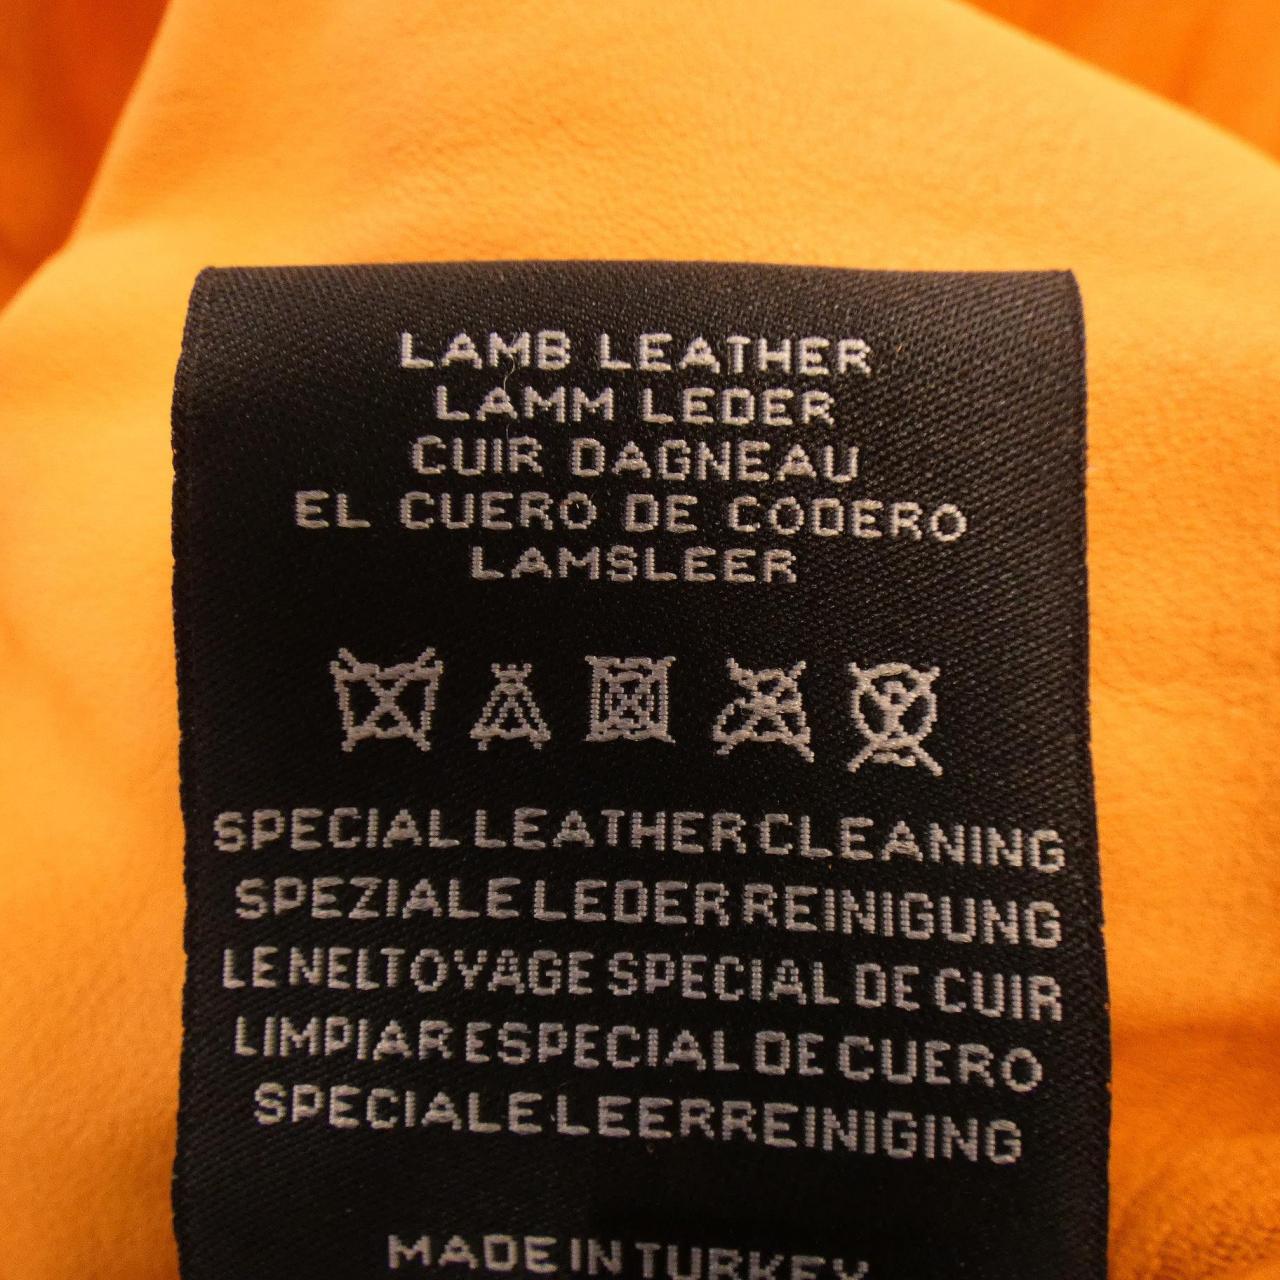 LAMB LEATHER
LAMM LEDER
CUIR DAGNEAU
EL CUERO DE CODERO
LAMSLEER
SPECIAL LEATHER CLEANING
SPEZIALE LEDER REINIGUNG
LE NELTOYAGE SPECIAL DE CUIR
LIMPIAR ESPECIAL DE CUERO
SPECIALE LEERREINIGING
MADE IN TURKEY